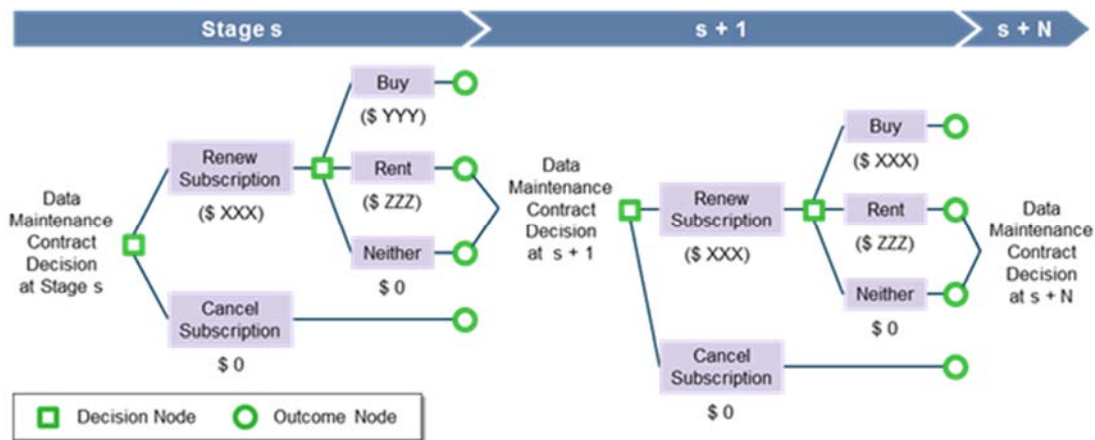 Stage s
s + 1
s + N
Data
Maintenance
Contract
Decision
at Stage s
Renew
Subscription
($ XXX)
Cancel
Subscription
$ 0
Buy
($ YYY)
Rent
($ ZZZ)
Neither
$ 0
Data
Maintenance
Contract
Decision
at s + 1
Renew
Subscription
($ XXX)
Cancel
Subscription
$ 0
Buy
($ XXX)
Rent
($ ZZZ)
Neither
$ 0
Data
Maintenance
Contract
Decision
at s + N
Decision Node
Outcome Node